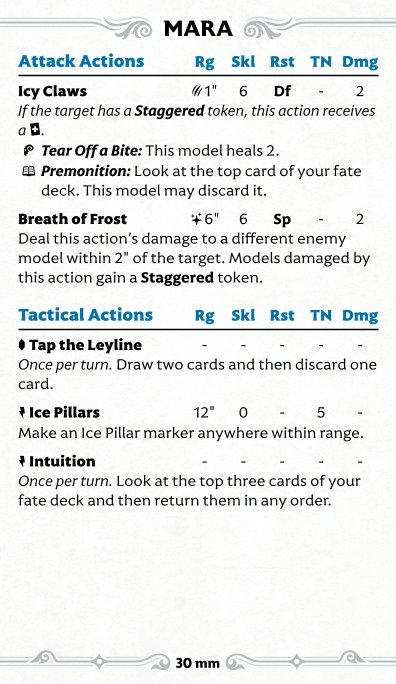 MARA
Attack Actions Rg Skl Rst TN Dmg
Icy Claws 1" 6 Df - 2
If the target has a Staggered token, this action receives
a .
Tear Off a Bite: This model heals 2.
Premonition: Look at the top card of your fate
deck. This model may discard it.
Breath of Frost 6" 6 Sp - 2
Deal this action's damage to a different enemy
model within 2" of the target. Models damaged by
this action gain a Staggered token.
Tactical Actions Rg Skl Rst TN Dmg
Tap the Leyline - - - - -
Once per turn. Draw two cards and then discard one
card.
Ice Pillars 12" 0 - 5 -
Make an Ice Pillar marker anywhere within range.
Intuition - - - - -
Once per turn. Look at the top three cards of your
fate deck and then return them in any order.
30 mm